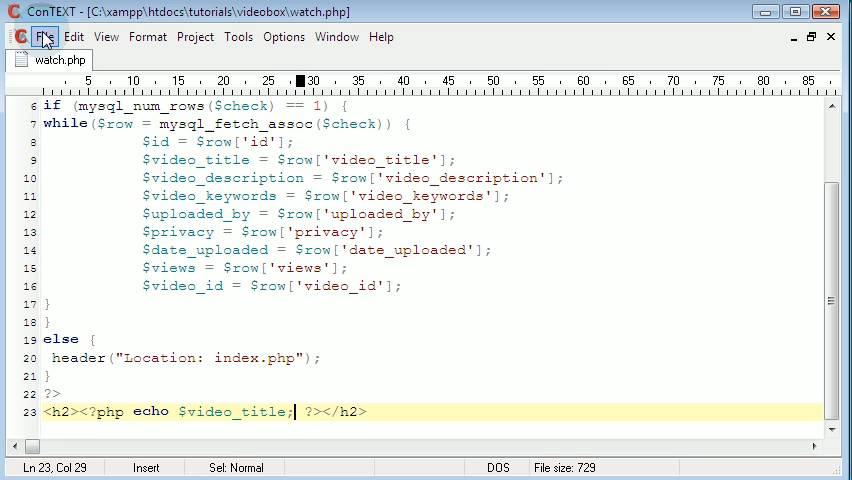 ConTEXT - [C:\xampp\htdocs\tutorials\videobox\watch.php]
File Edit View Format Project Tools Options Window Help
watch.php
5 10 15 20 25 30 35 40 45 50 55 60 65 70 75 80 85
6 if (mysql_num_rows($check) == 1) {
7 while($row = mysql_fetch_assoc($check)) {
8 $id = $row['id'];
9 $video_title = $row['video_title'];
10 $video_description = $row['video_description'];
11 $video_keywords = $row['video_keywords'];
12 $uploaded_by = $row['uploaded_by'];
13 $privacy = $row['privacy'];
14 $date_uploaded = $row['date_uploaded'];
15 $views = $row['views'];
16 $video_id = $row['video_id'];
17 }
18 }
19 else {
20 header("Location: index.php");
21 }
22 ?>
23 <h2><?php echo $video_title; ?></h2>
Ln 23, Col 29 Insert Sel: Normal DOS File size: 729